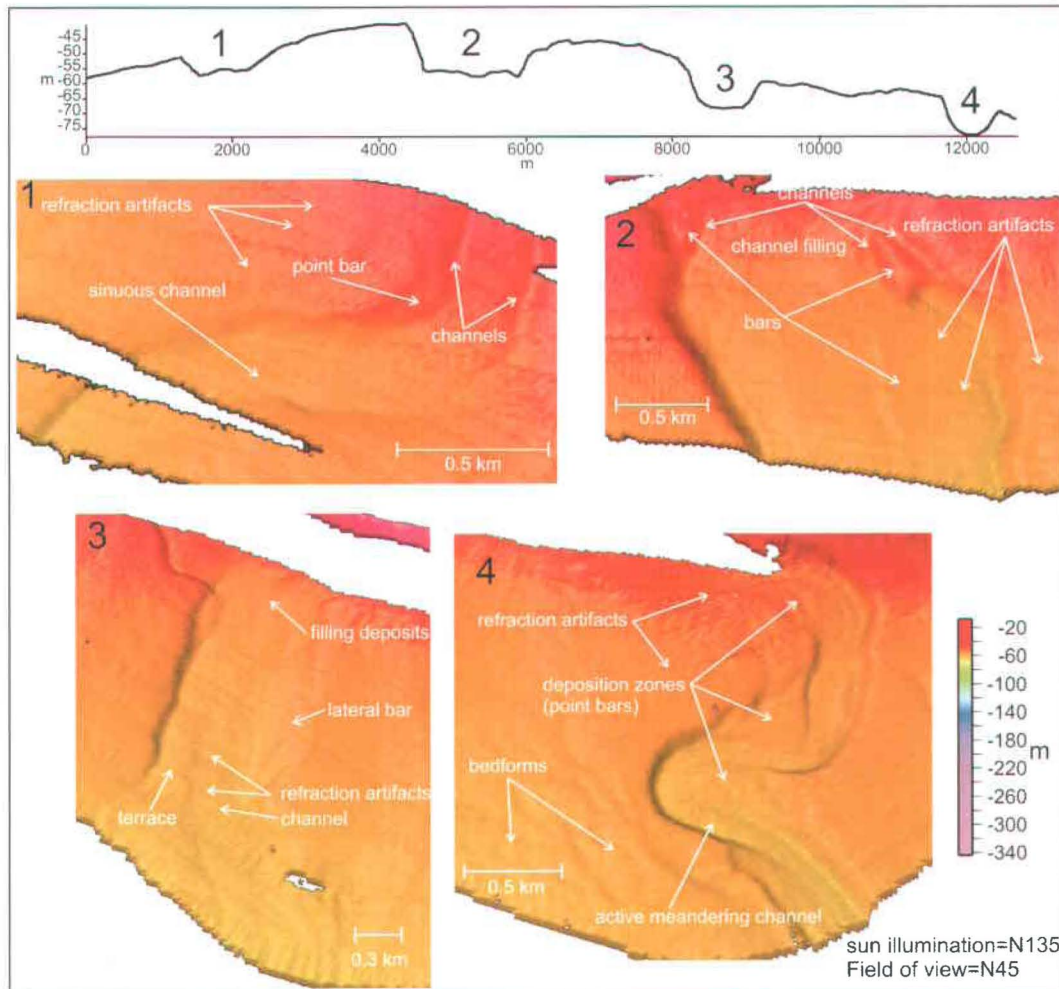 -45
-50
-55
m -60
-65
-70
-75
1
2
3
4
0 2000 4000 6000 8000 10000 12000
m
1
refraction artifacts
point bar
sinuous channel
channels
0.5 km
2
channels
refraction artifacts
channel filling
bars
0.5 km
3
filling deposits
lateral bar
refraction artifacts
terrace
channel
0.3 km
4
refraction artifacts
deposition zones
(point bars)
bedforms
0.5 km
active meandering channel
-20
-60
-100
-140
-180
-220
-260
-300
-340
m
sun illumination=N135
Field of view=N45